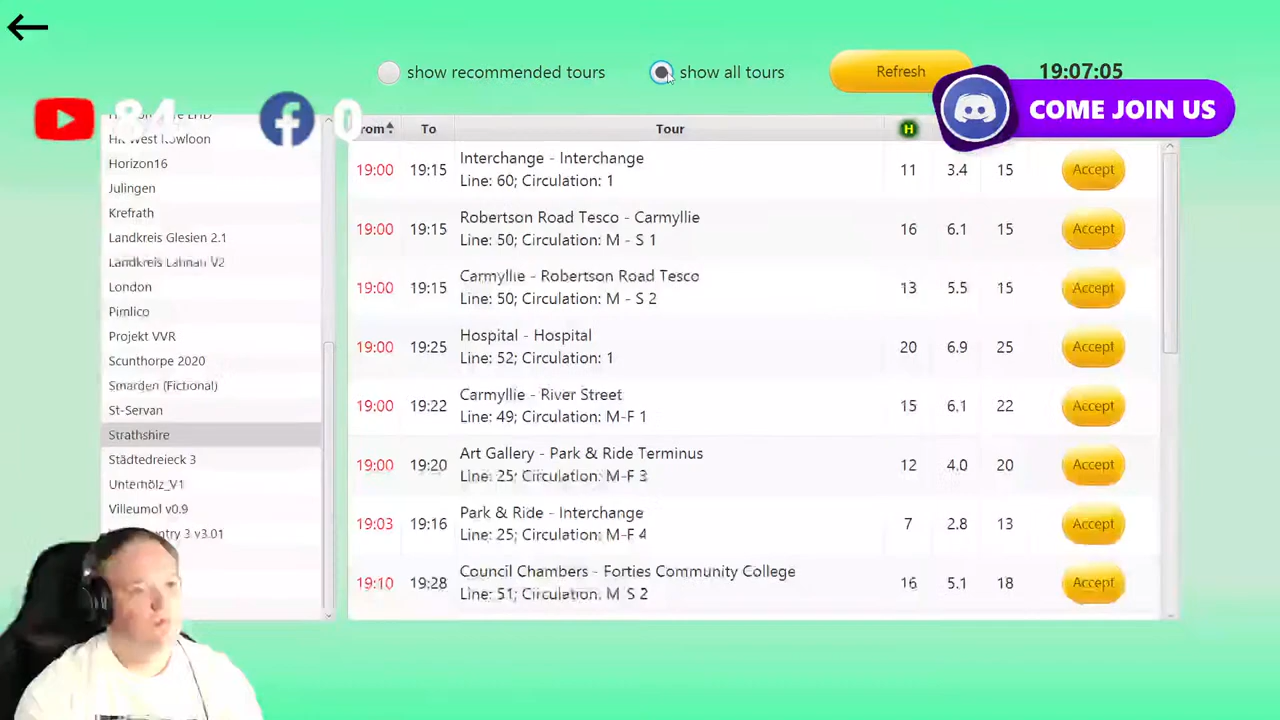 show recommended tours
show all tours
Refresh
19:07:05
84
0
COME JOIN US
HK West Kowloon
Horizon16
Julingen
Krefrath
Landkreis Glesien 2.1
Landkreis Lahnan V2
London
Pimlico
Projekt VVR
Scunthorpe 2020
Smarden (Fictional)
St-Servan
Strathshire
Städtedreieck 3
Unterholz_V1
Villeumol v0.9
ntry 3 v3.01
rom To Tour H
19:00 19:15 Interchange - Interchange 11 3.4 15 Accept
Line: 60; Circulation: 1
19:00 19:15 Robertson Road Tesco - Carmyllie 16 6.1 15 Accept
Line: 50; Circulation: M - S 1
19:00 19:15 Carmyllie - Robertson Road Tesco 13 5.5 15 Accept
Line: 50; Circulation: M - S 2
19:00 19:25 Hospital - Hospital 20 6.9 25 Accept
Line: 52; Circulation: 1
19:00 19:22 Carmyllie - River Street 15 6.1 22 Accept
Line: 49; Circulation: M-F 1
19:00 19:20 Art Gallery - Park & Ride Terminus 12 4.0 20 Accept
Line: 25; Circulation: M-F 3
19:03 19:16 Park & Ride - Interchange 7 2.8 13 Accept
Line: 25; Circulation: M-F 4
19:10 19:28 Council Chambers - Forties Community College 16 5.1 18 Accept
Line: 51; Circulation: M S 2